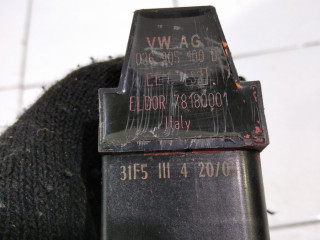 VW AG
ELDOR 78180001
Italy
31F5 III 4 20/0